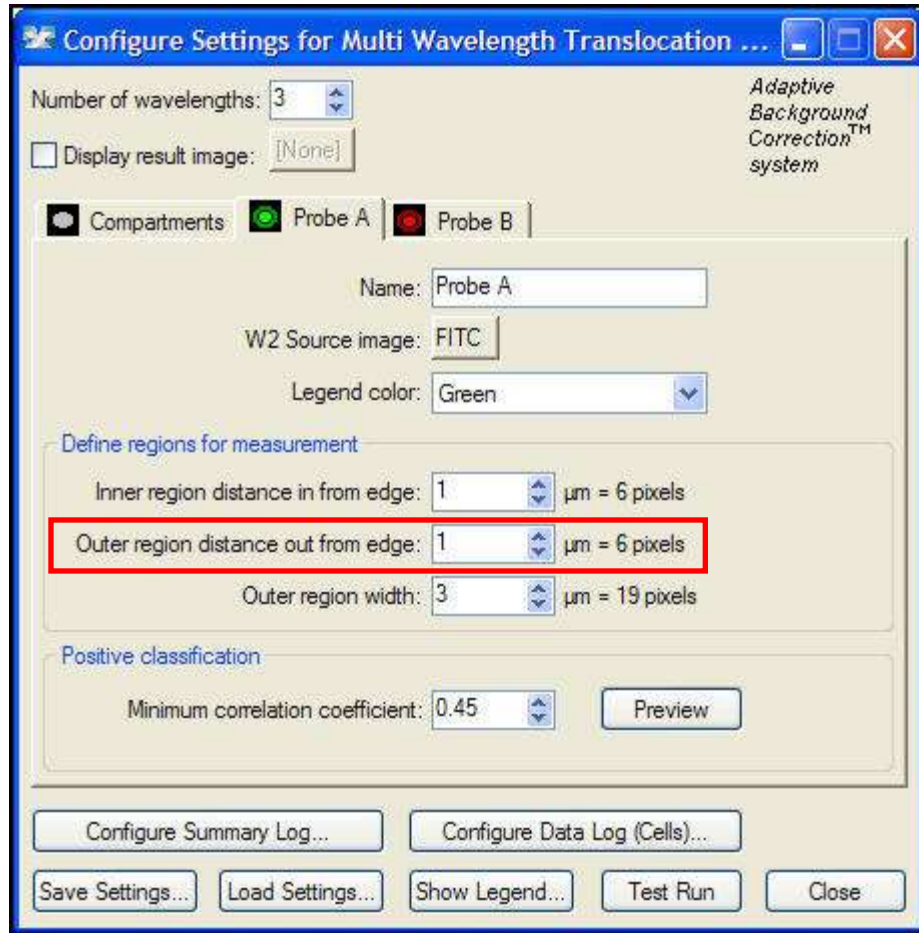 Configure Settings for Multi Wavelength Translocation ...
Number of wavelengths: 3
Adaptive
Background
Correction™
system
Display result image: [None]
Compartments Probe A Probe B
Name: Probe A
W2 Source image: FITC
Legend color: Green
Define regions for measurement
Inner region distance in from edge: 1 µm = 6 pixels
Outer region distance out from edge: 1 µm = 6 pixels
Outer region width: 3 µm = 19 pixels
Positive classification
Minimum correlation coefficient: 0.45 Preview
Configure Summary Log... Configure Data Log (Cells)...
Save Settings... Load Settings... Show Legend... Test Run Close